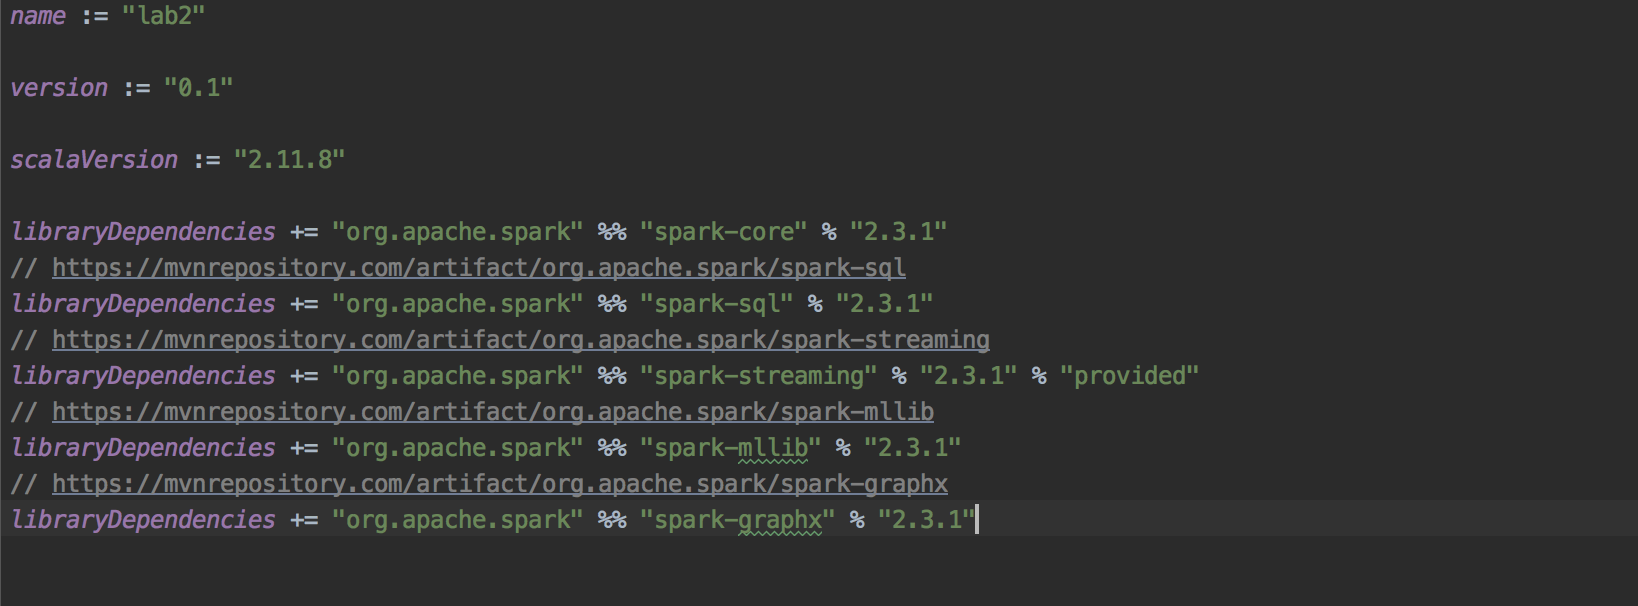 name := "lab2"
version := "0.1"
scalaVersion := "2.11.8"
libraryDependencies += "org.apache.spark" %% "spark-core" % "2.3.1"
// https://mvnrepository.com/artifact/org.apache.spark/spark-sql
libraryDependencies += "org.apache.spark" %% "spark-sql" % "2.3.1"
// https://mvnrepository.com/artifact/org.apache.spark/spark-streaming
libraryDependencies += "org.apache.spark" %% "spark-streaming" % "2.3.1" % "provided"
// https://mvnrepository.com/artifact/org.apache.spark/spark-mllib
libraryDependencies += "org.apache.spark" %% "spark-mllib" % "2.3.1"
// https://mvnrepository.com/artifact/org.apache.spark/spark-graphx
libraryDependencies += "org.apache.spark" %% "spark-graphx" % "2.3.1"